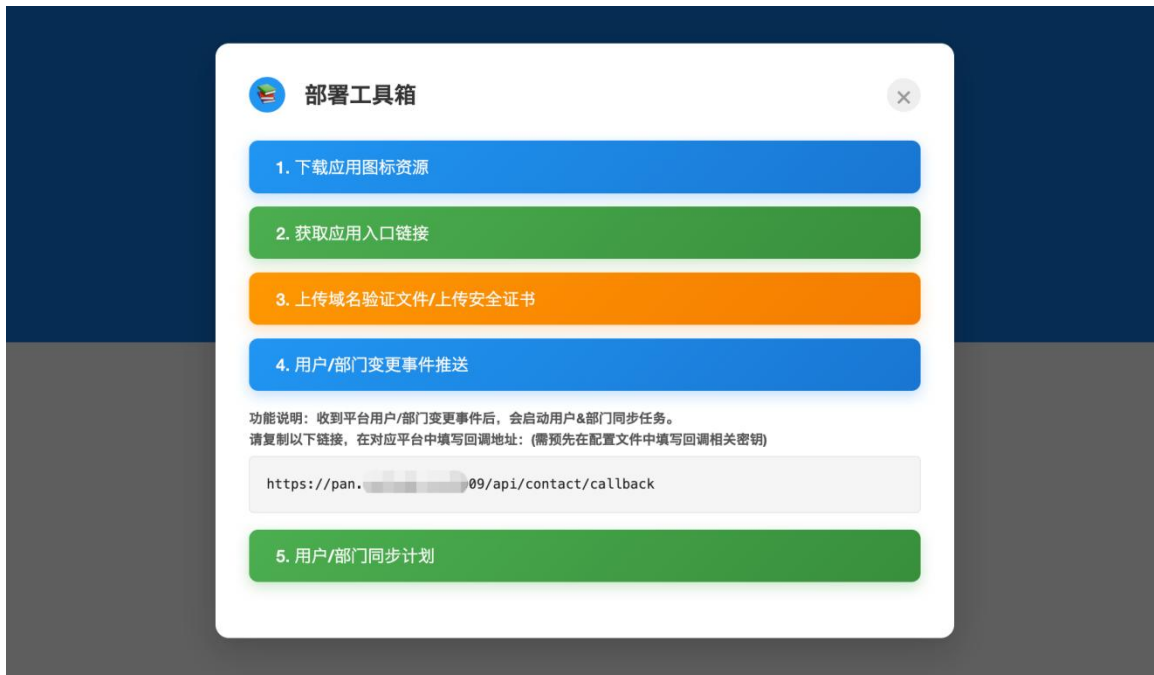 部署工具箱
1. 下载应用图标资源
2. 获取应用入口链接
3. 上传域名验证文件/上传安全证书
4. 用户/部门变更事件推送
功能说明：收到平台用户/部门变更事件后，会启动用户&部门同步任务。
请复制以下链接，在对应平台中填写回调地址：(需预先在配置文件中填写回调相关密钥)
https://pan. 09/api/contact/callback
5. 用户/部门同步计划